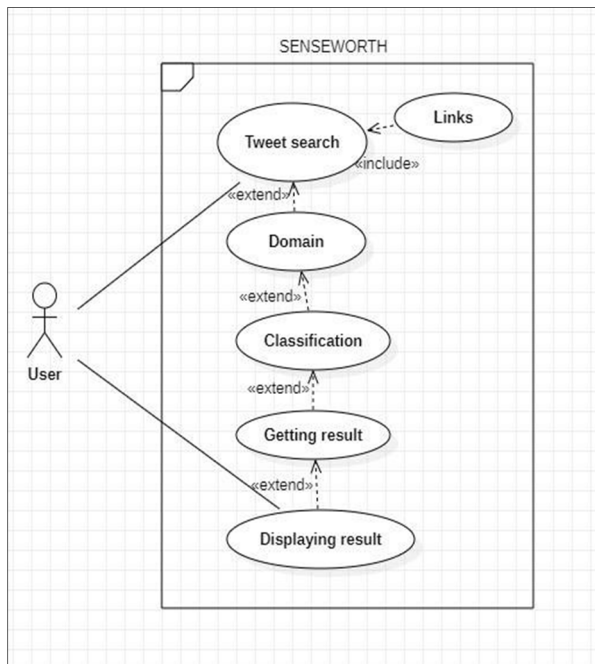 SENSEWORTH
Links
Tweet search
«include»
«extend»
Domain
«extend»
Classification
User
«extend»
Getting result
«extend»
Displaying result